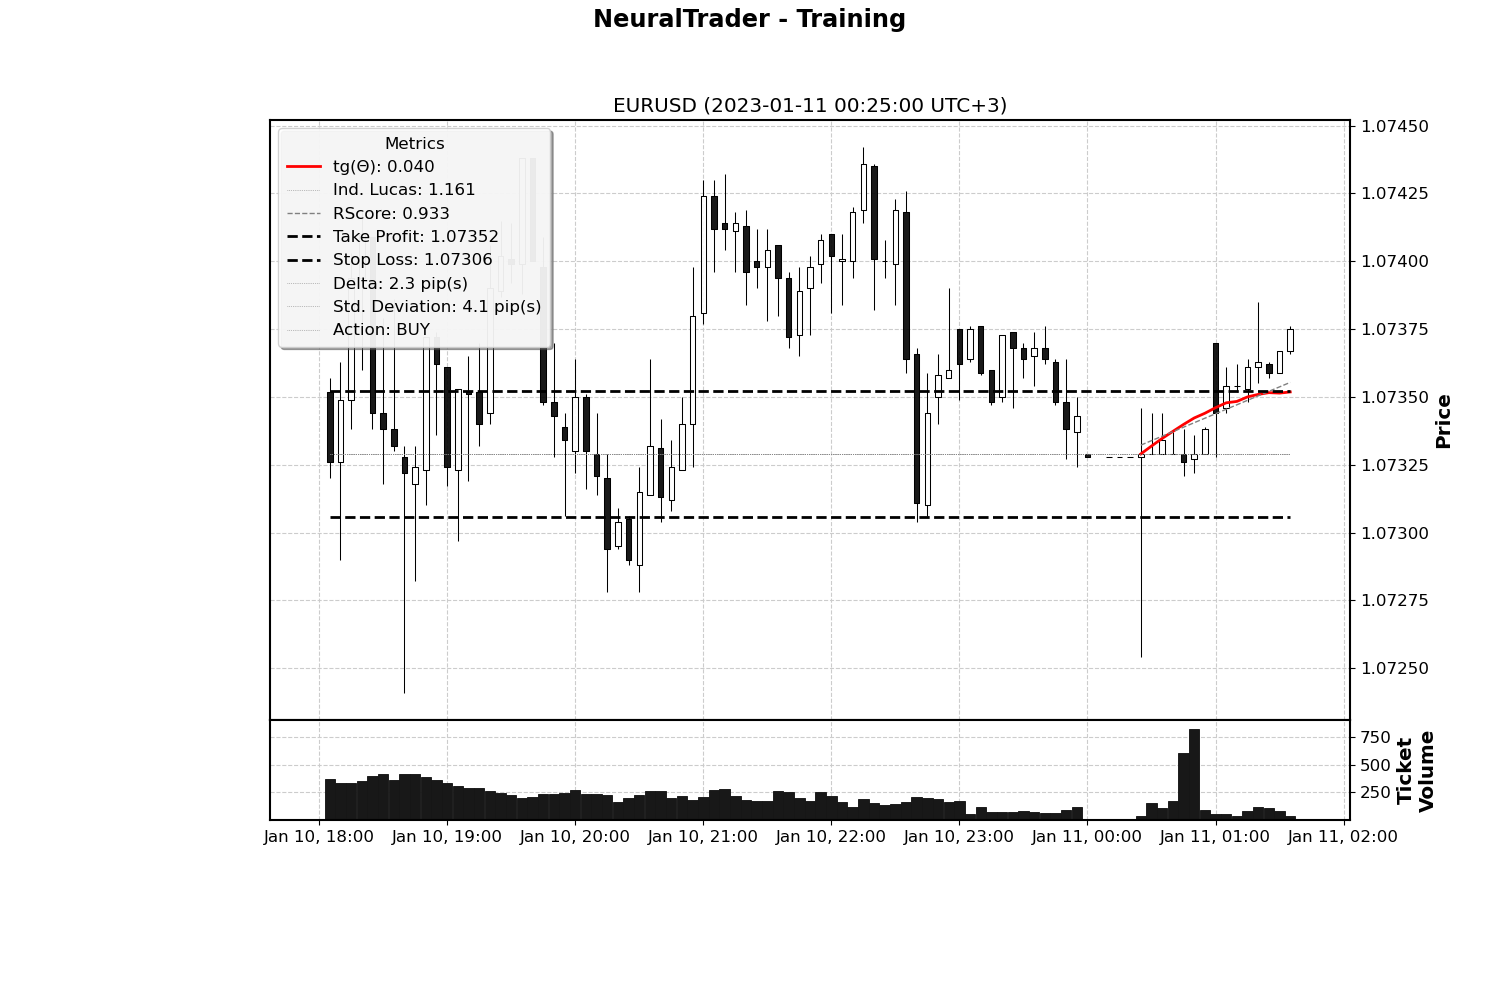 NeuralTrader - Training
EURUSD (2023-01-11 00:25:00 UTC+3)
Metrics
tg(Θ): 0.040
Ind. Lucas: 1.161
RScore: 0.933
Take Profit: 1.07352
Stop Loss: 1.07306
Delta: 2.3 pip(s)
Std. Deviation: 4.1 pip(s)
Action: BUY
1.07450
1.07425
1.07400
1.07375
1.07350
1.07325
1.07300
1.07275
1.07250
Price
750
500
250
Ticket
Volume
Jan 10, 18:00
Jan 10, 19:00
Jan 10, 20:00
Jan 10, 21:00
Jan 10, 22:00
Jan 10, 23:00
Jan 11, 00:00
Jan 11, 01:00
Jan 11, 02:00